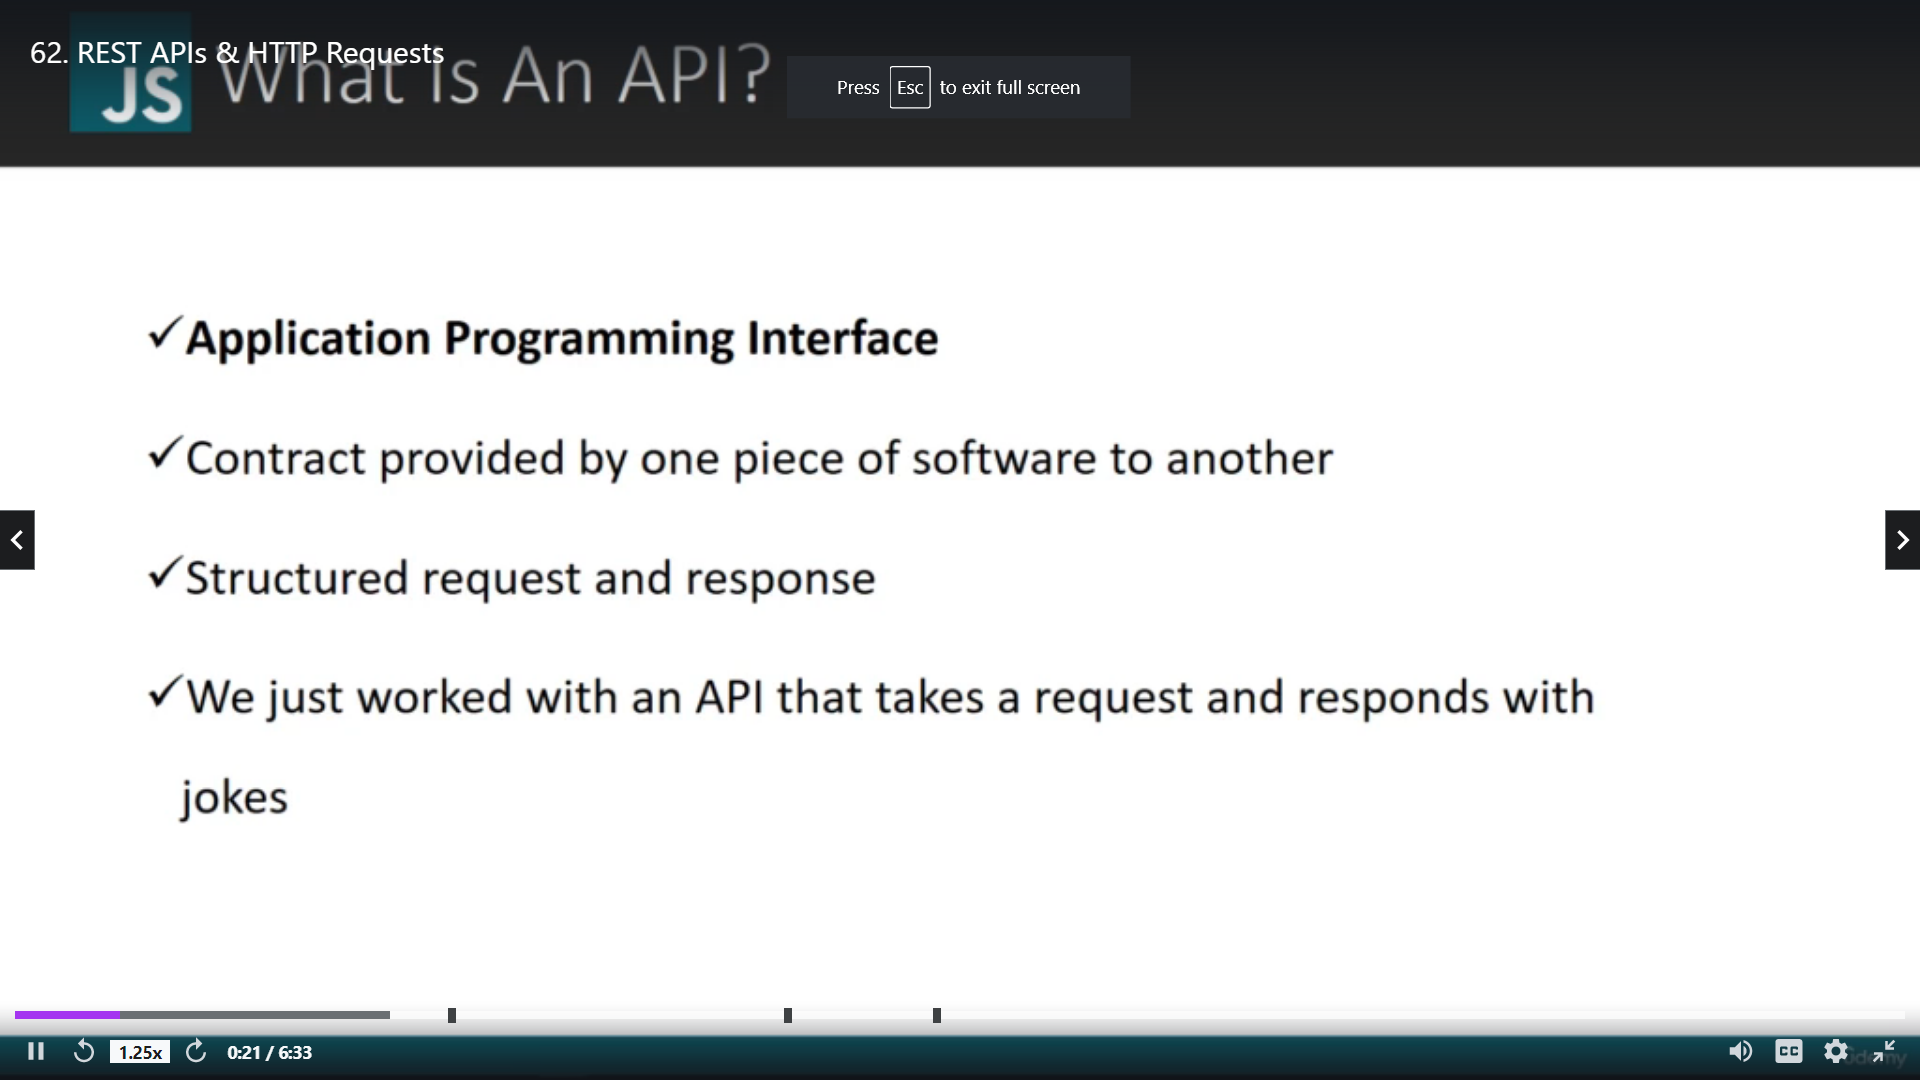 62. REST APIs & HTTP Requests
JS What Is An API?
Press Esc to exit full screen
✓Application Programming Interface
✓Contract provided by one piece of software to another
✓Structured request and response
✓We just worked with an API that takes a request and responds with
jokes
1.25x 0:21 / 6:33 CC
Udemy